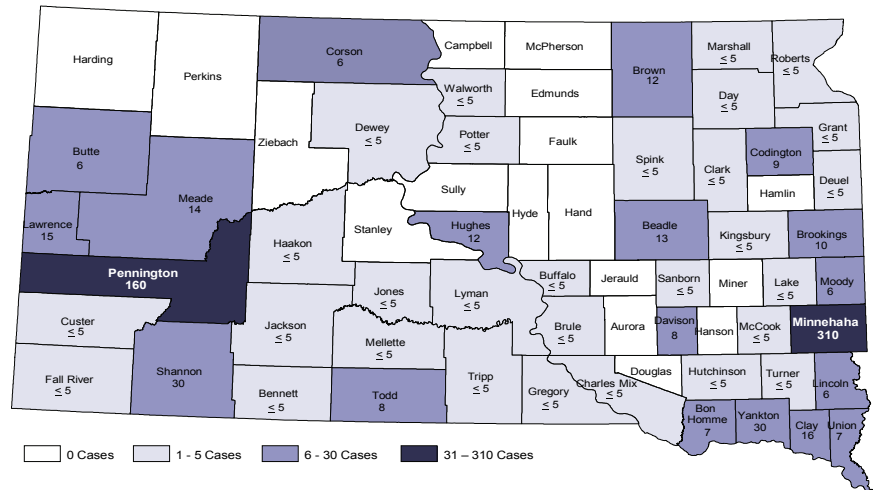 Harding
Perkins
Corson
6
Campbell
McPherson
Brown
12
Marshall
≤ 5
Roberts
≤ 5
Walworth
≤ 5
Edmunds
Day
≤ 5
Butte
6
Ziebach
Dewey
≤ 5
Potter
≤ 5
Faulk
Spink
≤ 5
Clark
≤ 5
Codington
9
Grant
≤ 5
Hamlin
Deuel
≤ 5
Meade
14
Lawrence
15
Sully
Hyde
Hand
Stanley
Hughes
12
Beadle
13
Kingsbury
≤ 5
Brookings
10
Haakon
≤ 5
Pennington
160
Jones
≤ 5
Lyman
≤ 5
Buffalo
≤ 5
Jerauld
Sanborn
≤ 5
Miner
Lake
≤ 5
Moody
6
Custer
≤ 5
Jackson
≤ 5
Mellette
≤ 5
Brule
≤ 5
Aurora
Davison
8
Hanson
McCook
≤ 5
Minnehaha
310
Fall River
≤ 5
Shannon
30
Bennett
≤ 5
Todd
8
Tripp
≤ 5
Gregory
≤ 5
Charles Mix
≤ 5
Douglas
Hutchinson
≤ 5
Turner
≤ 5
Lincoln
6
Bon
Homme
7
Yankton
30
Clay
16
Union
7
0 Cases
1 - 5 Cases
6 - 30 Cases
31 – 310 Cases